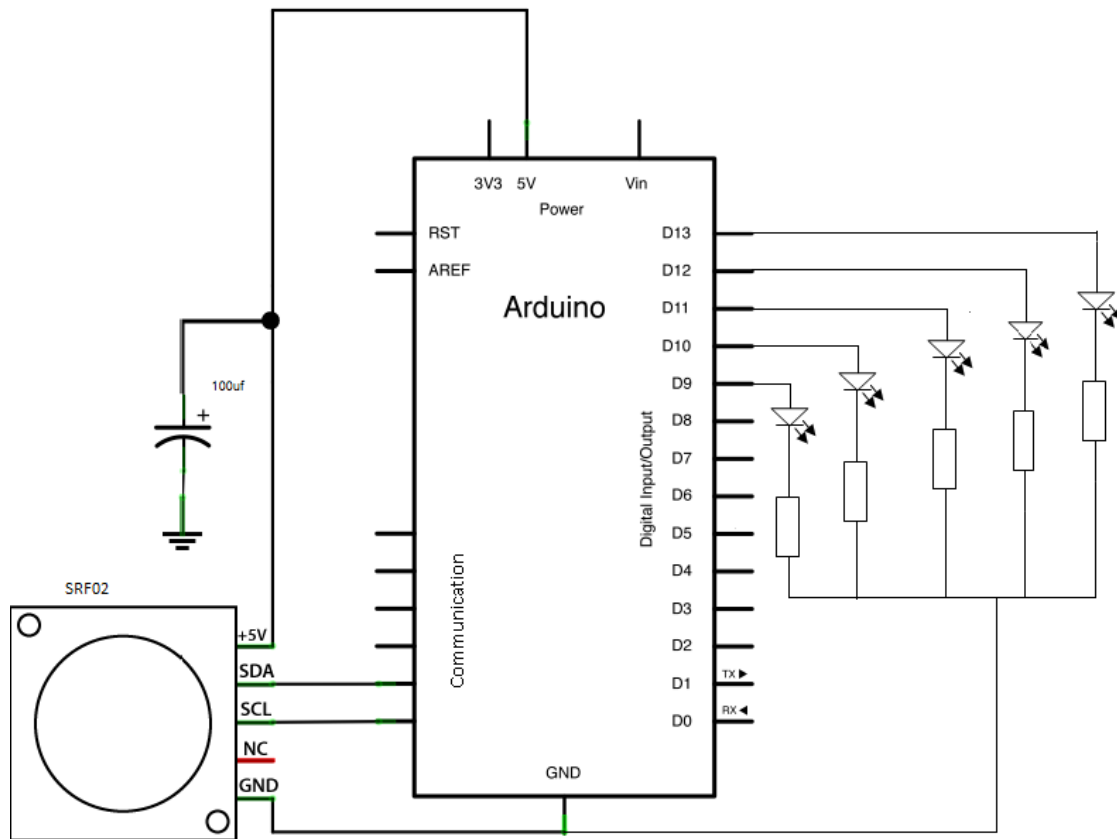 3V3 5V Vin
Power
RST
AREF
Arduino
D13
D12
D11
D10
D9
D8
D7
D6
D5
D4
D3
D2
D1
D0
TX
RX
Digital Input/Output
Communication
GND
100uf
+
SRF02
+5V
SDA
SCL
NC
GND